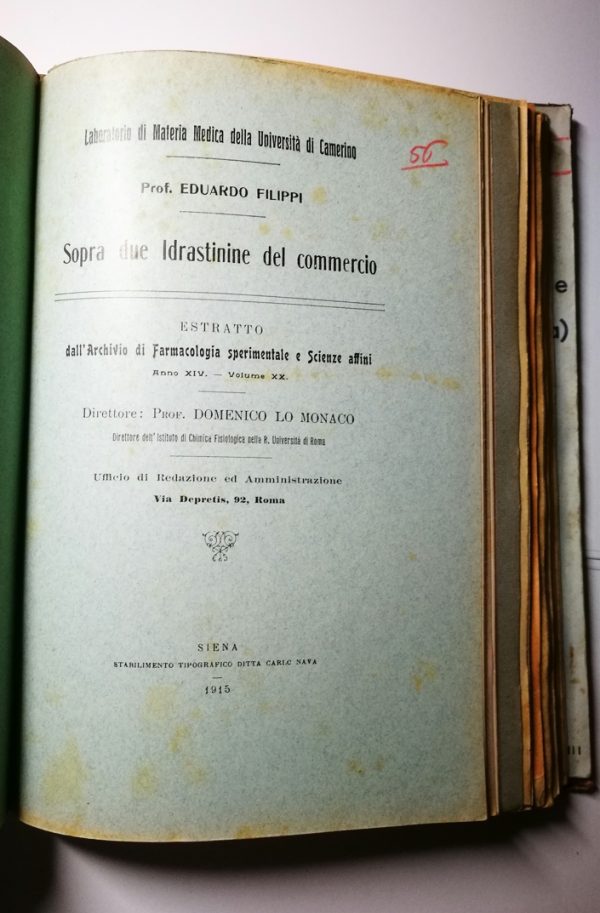 Laboratorio di Materia Medica della Università di Camerino
56
Prof. EDUARDO FILIPPI
Sopra due Idrastinine del commercio
ESTRATTO
dall'Archivio di Farmacologia sperimentale e Scienze affini
Anno XIV. — Volume XX.
Direttore: PROF. DOMENICO LO MONACO
Direttore dell'Istituto di Chimica Fisiologica nella R. Università di Roma
Ufficio di Redazione ed Amministrazione
Via Depretis, 92, Roma
SIENA
STABILIMENTO TIPOGRAFICO DITTA CARLO NAVA
1915
e
a)
III